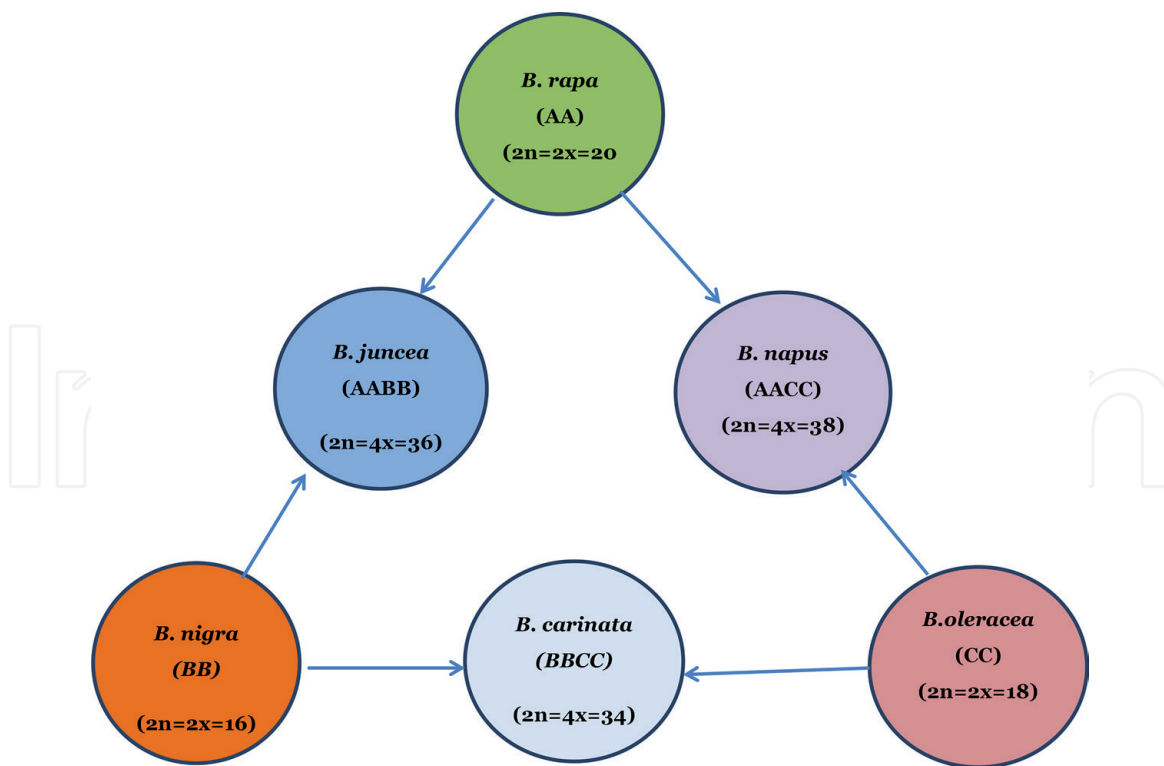 B. rapa
(AA)
(2n=2x=20
B. juncea
(AABB)
(2n=4x=36)
B. napus
(AACC)
(2n=4x=38)
B. nigra
(BB)
(2n=2x=16)
B. carinata
(BBCC)
(2n=4x=34)
B.oleracea
(CC)
(2n=2x=18)